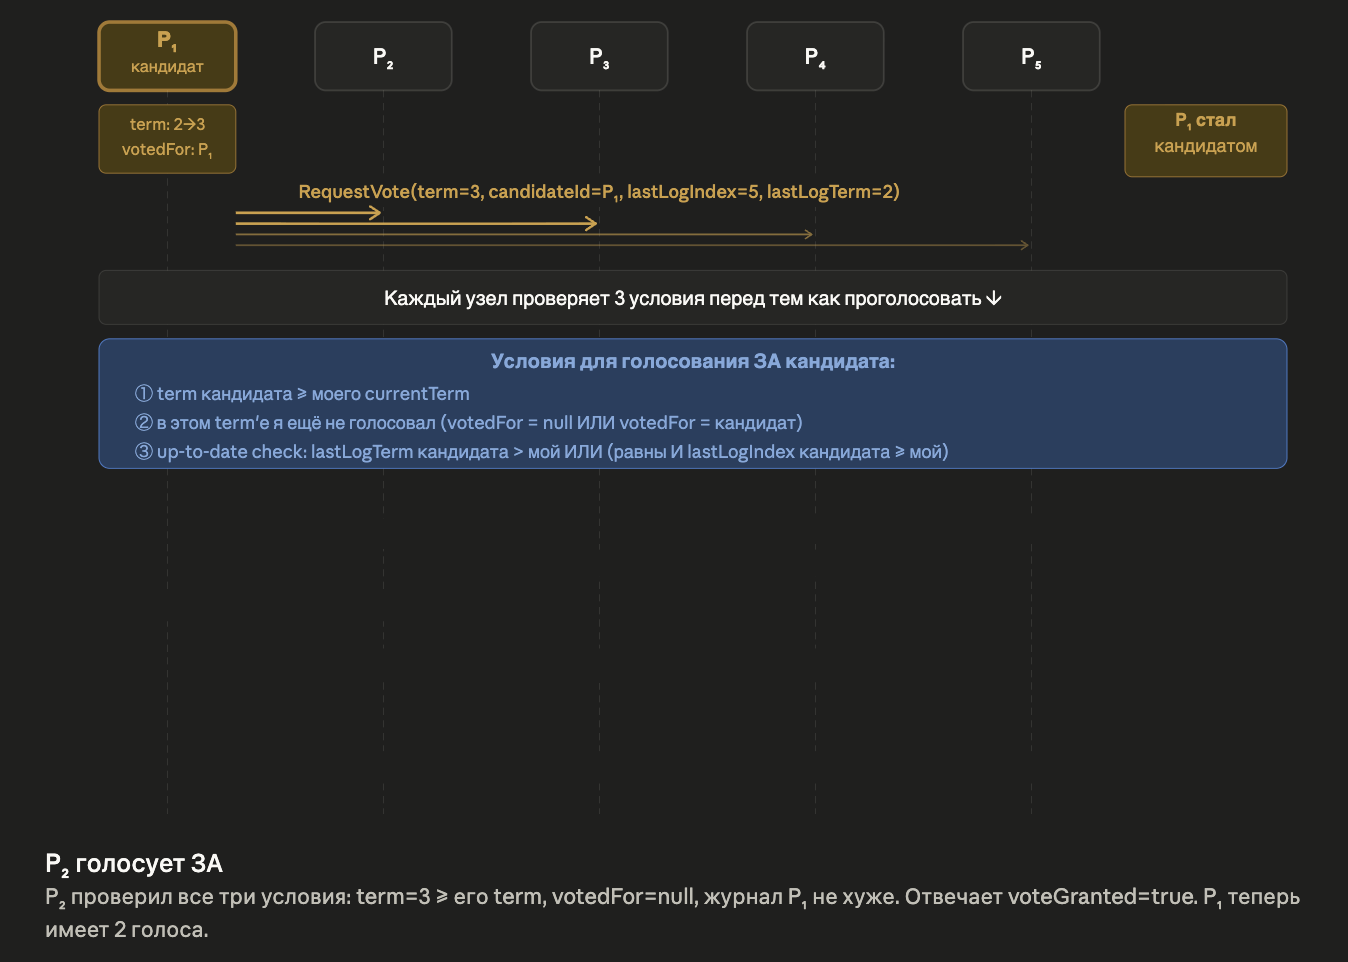 P₁
кандидат
P₂
P₃
P₄
P₅
term: 2→3
votedFor: P₁
P₁ стал
кандидатом
RequestVote(term=3, candidateId=P₁, lastLogIndex=5, lastLogTerm=2)
Каждый узел проверяет 3 условия перед тем как проголосовать ↓
Условия для голосования ЗА кандидата:
① term кандидата ≥ моего currentTerm
② в этом term'е я ещё не голосовал (votedFor = null ИЛИ votedFor = кандидат)
③ up-to-date check: lastLogTerm кандидата > мой ИЛИ (равны И lastLogIndex кандидата ≥ мой)
P₂ голосует ЗА
P₂ проверил все три условия: term=3 ≥ его term, votedFor=null, журнал P₁ не хуже. Отвечает voteGranted=true. P₁ теперь
имеет 2 голоса.